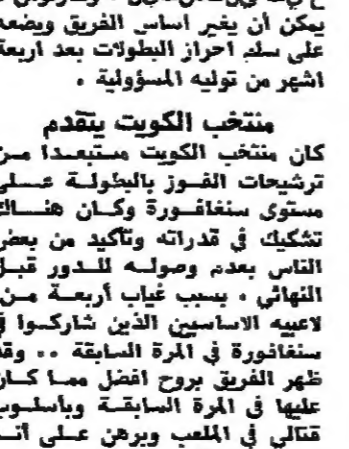 يمكن أن يغير اساس الفريق ويضعه
على سلم احراز البطولات بعد اربعة
اشهر من توليه المسؤولية .
منتخب الكويت يتقدم
كان منتخب الكويت مستبعدا من
ترشيحات الفوز بالبطولة على
مستوى سنغافورة وكان هناك
تشكيك في قدراته وتأكيد من بعض
الناس بعدم وصوله للدور قبل
النهائي . بسبب غياب أربعة من
لاعبيه الاساسيين الذين شاركوا في
سنغافورة في المرة السابقة .. وقد
ظهر الفريق بروح افضل مما كان
عليها في المرة السابقة وبأسلوب
قتالي في الملعب وبرهن على أنه